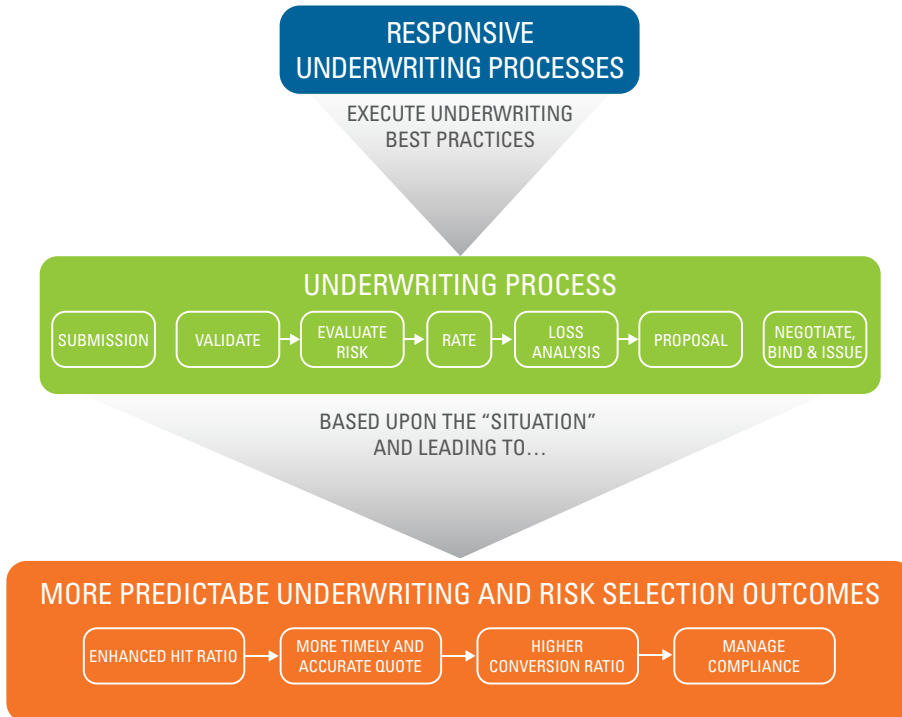 RESPONSIVE
UNDERWRITING PROCESSES
EXECUTE UNDERWRITING
BEST PRACTICES
UNDERWRITING PROCESS
SUBMISSION
VALIDATE
EVALUATE
RISK
RATE
LOSS
ANALYSIS
PROPOSAL
NEGOTIATE,
BIND & ISSUE
BASED UPON THE “SITUATION”
AND LEADING TO…
MORE PREDICTABE UNDERWRITING AND RISK SELECTION OUTCOMES
ENHANCED HIT RATIO
MORE TIMELY AND
ACCURATE QUOTE
HIGHER
CONVERSION RATIO
MANAGE
COMPLIANCE